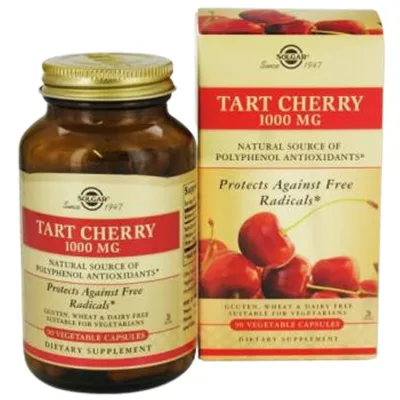 SOLGAR
Since 1947
TART CHERRY
1000 MG
NATURAL SOURCE OF
POLYPHENOL ANTIOXIDANTS*
Protects Against Free
Radicals*
GLUTEN, WHEAT & DAIRY FREE
SUITABLE FOR VEGETARIANS
90 VEGETABLE CAPSULES
DIETARY SUPPLEMENT
SOLGAR
Since 1947
TART CHERRY
1000 MG
NATURAL SOURCE OF
POLYPHENOL ANTIOXIDANTS*
Protects Against Free
Radicals*
GLUTEN, WHEAT & DAIRY FREE
SUITABLE FOR VEGETARIANS
90 VEGETABLE CAPSULES
DIETARY SUPPLEMENT